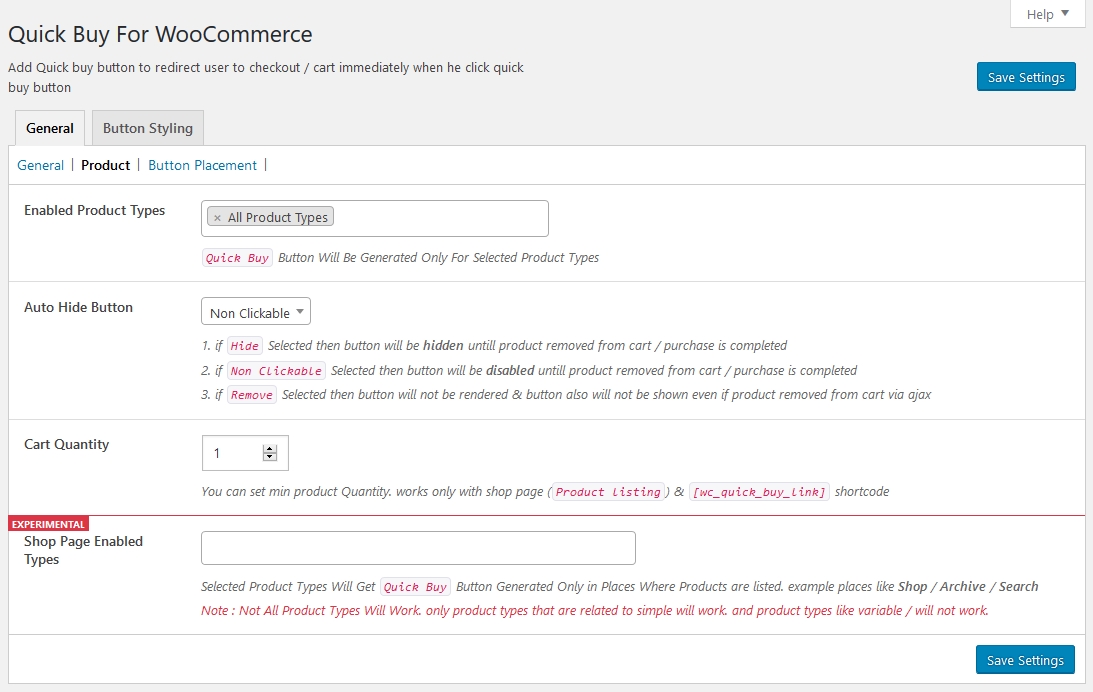 Help
Quick Buy For WooCommerce
Add Quick buy button to redirect user to checkout / cart immediately when he click quick
buy button
Save Settings
General
Button Styling
General | Product | Button Placement |
Enabled Product Types
× All Product Types
Quick Buy Button Will Be Generated Only For Selected Product Types
Auto Hide Button
Non Clickable
1. if Hide Selected then button will be hidden untill product removed from cart / purchase is completed
2. if Non Clickable Selected then button will be disabled untill product removed from cart / purchase is completed
3. if Remove Selected then button will not be rendered & button also will not be shown even if product removed from cart via ajax
Cart Quantity
1
You can set min product Quantity. works only with shop page (Product listing) & [wc_quick_buy_link] shortcode
EXPERIMENTAL
Shop Page Enabled
Types
Selected Product Types Will Get Quick Buy Button Generated Only in Places Where Products are listed. example places like Shop / Archive / Search
Note : Not All Product Types Will Work. only product types that are related to simple will work. and product types like variable / will not work.
Save Settings